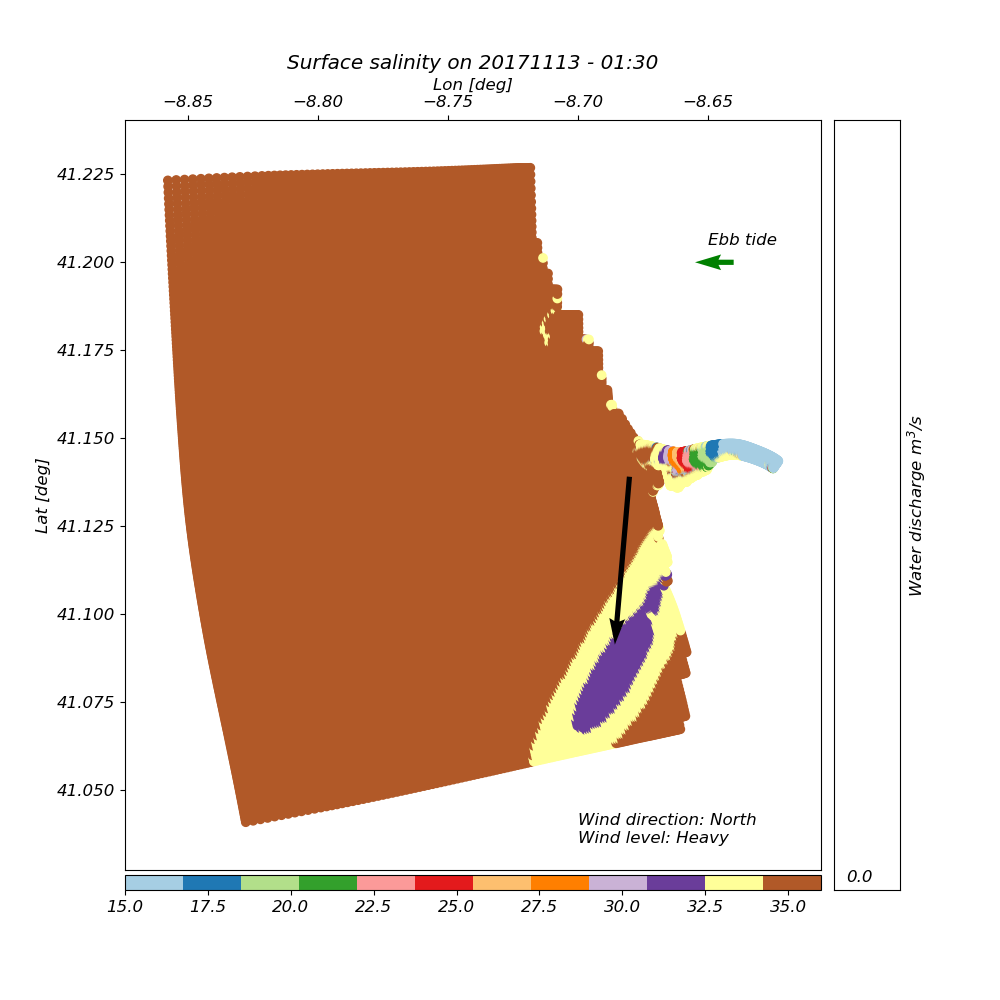 Surface salinity on 20171113 - 01:30
Lon [deg]
−8.85 −8.80 −8.75 −8.70 −8.65
41.225
Ebb tide
41.200
41.175
41.150
41.125
41.100
41.075
41.050
Lat [deg]
Wind direction: North
Wind level: Heavy
15.0 17.5 20.0 22.5 25.0 27.5 30.0 32.5 35.0
0.0
Water discharge m³/s